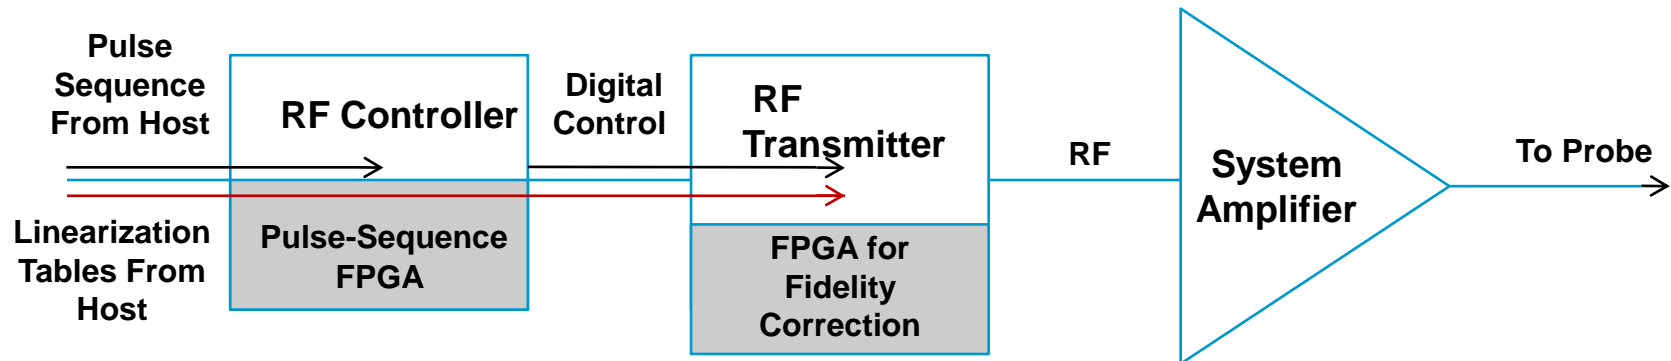 Pulse
Sequence
From Host
RF Controller
Digital
Control
RF
Transmitter
RF
System
Amplifier
To Probe
Linearization
Tables From
Host
Pulse-Sequence
FPGA
FPGA for
Fidelity
Correction